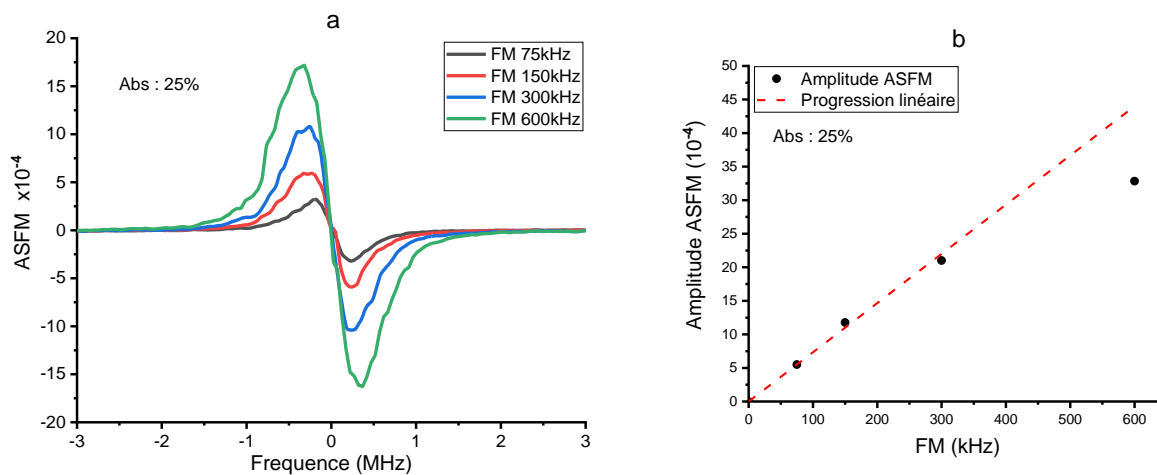 a
20
15
10
5
0
-5
-10
-15
-20
ASFM x10⁻⁴
Abs : 25%
FM 75kHz
FM 150kHz
FM 300kHz
FM 600kHz
-3 -2 -1 0 1 2 3
Frequence (MHz)
b
50
45
40
35
30
25
20
15
10
5
0
Amplitude ASFM (10⁻⁴)
Amplitude ASFM
Progression linéaire
Abs : 25%
0 100 200 300 400 500 600
FM (kHz)